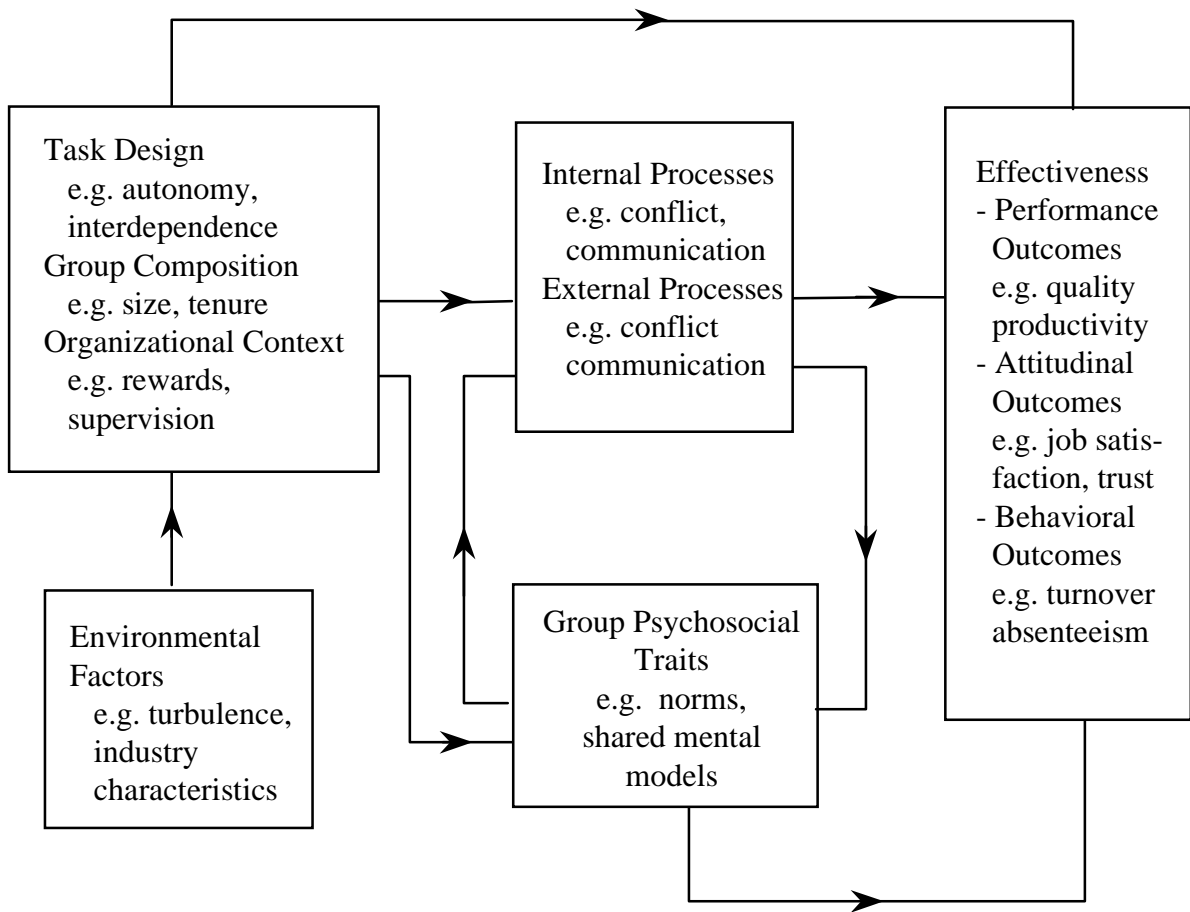 Task Design
e.g. autonomy,
interdependence
Group Composition
e.g. size, tenure
Organizational Context
e.g. rewards,
supervision
Internal Processes
e.g. conflict,
communication
External Processes
e.g. conflict
communication
Effectiveness
- Performance
Outcomes
e.g. quality
productivity
- Attitudinal
Outcomes
e.g. job satis-
faction, trust
- Behavioral
Outcomes
e.g. turnover
absenteeism
Environmental
Factors
e.g. turbulence,
industry
characteristics
Group Psychosocial
Traits
e.g. norms,
shared mental
models